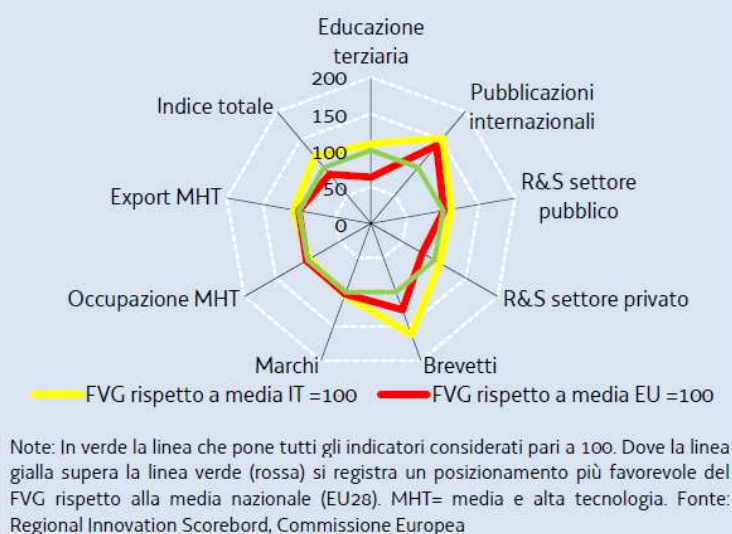 Educazione
terziaria
200
Pubblicazioni
internazionali
Indice totale
150
100
R&S settore
pubblico
Export MHT
50
0
Occupazione MHT
R&S settore privato
Marchi
Brevetti
FVG rispetto a media IT =100
FVG rispetto a media EU =100
Note: In verde la linea che pone tutti gli indicatori considerati pari a 100. Dove la linea
gialla supera la linea verde (rossa) si registra un posizionamento più favorevole del
FVG rispetto alla media nazionale (EU28). MHT= media e alta tecnologia. Fonte:
Regional Innovation Scorebord, Commissione Europea